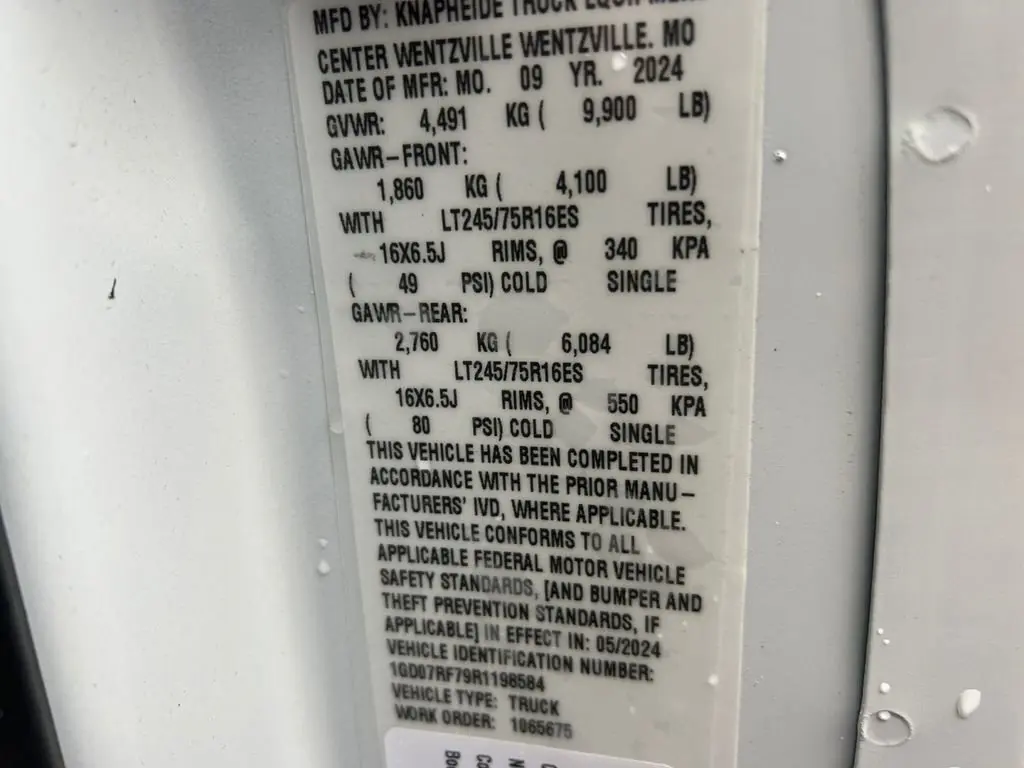 MFD BY: KNAPHEIDE TRUCK EQUIPMENT
CENTER WENTZVILLE WENTZVILLE. MO
DATE OF MFR: MO. 09 YR. 2024
GVWR: 4,491 KG ( 9,900 LB)
GAWR-FRONT:
1,860 KG ( 4,100 LB)
WITH LT245/75R16ES TIRES,
16X6.5J RIMS, @ 340 KPA
( 49 PSI) COLD SINGLE
GAWR-REAR:
2,760 KG ( 6,084 LB)
WITH LT245/75R16ES TIRES,
16X6.5J RIMS, @ 550 KPA
( 80 PSI) COLD SINGLE
THIS VEHICLE HAS BEEN COMPLETED IN
ACCORDANCE WITH THE PRIOR MANU-
FACTURERS' IVD, WHERE APPLICABLE.
THIS VEHICLE CONFORMS TO ALL
APPLICABLE FEDERAL MOTOR VEHICLE
SAFETY STANDARDS, [AND BUMPER AND
THEFT PREVENTION STANDARDS, IF
APPLICABLE] IN EFFECT IN: 05/2024
VEHICLE IDENTIFICATION NUMBER:
1GD07RF79R1198584
VEHICLE TYPE: TRUCK
WORK ORDER: 1065675